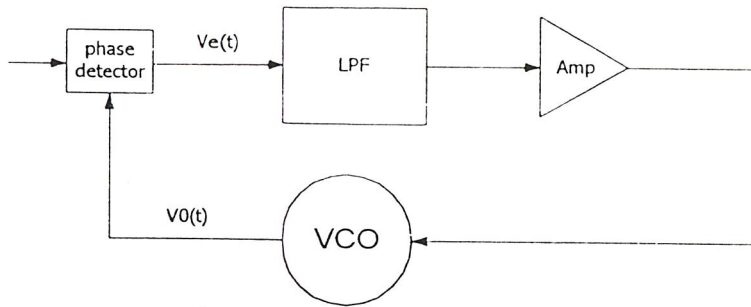 phase
detector
Ve(t)
LPF
Amp
V0(t)
VCO